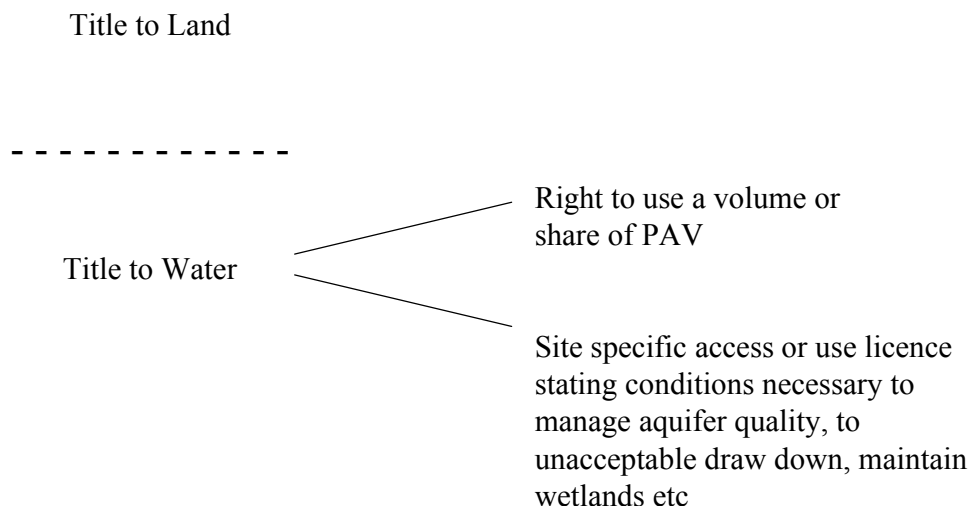 Title to Land
Right to use a volume or
share of PAV
Title to Water
Site specific access or use licence
stating conditions necessary to
manage aquifer quality, to
unacceptable draw down, maintain
wetlands etc